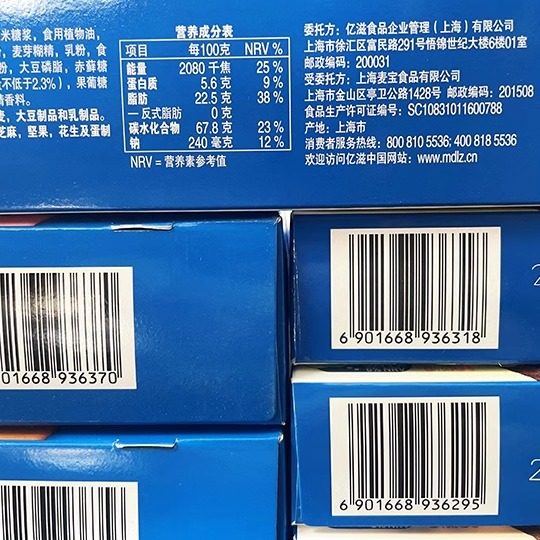 米糖浆，食用植物油，
，麦芽糊精，乳粉，食
粉，大豆磷脂，赤藓糖
不低于2.3%)，果葡糖
香料。
麦，大豆制品和乳制品。
芝麻，坚果，花生及蛋制
营养成分表
项目 每100克 NRV %
能量 2080 千焦 25 %
蛋白质 5.6 克 9 %
脂肪 22.5 克 38 %
— 反式脂肪 0 克
碳水化合物 67.8 克 23 %
钠 240 毫克 12 %
NRV = 营养素参考值
委托方：亿滋食品企业管理（上海）有限公司
上海市徐汇区富民路291号悟锦世纪大楼6楼01室
邮政编码：200031
受委托方：上海麦宝食品有限公司
上海市金山区亭卫公路1428号 邮政编码：201508
食品生产许可证编号：SC10831011600788
产地：上海市
消费者服务热线：800 810 5536; 400 818 5536
欢迎访问亿滋中国网站：www.mdlz.cn
01668 936370
6 901668 936318
2
6 901668 936295
2